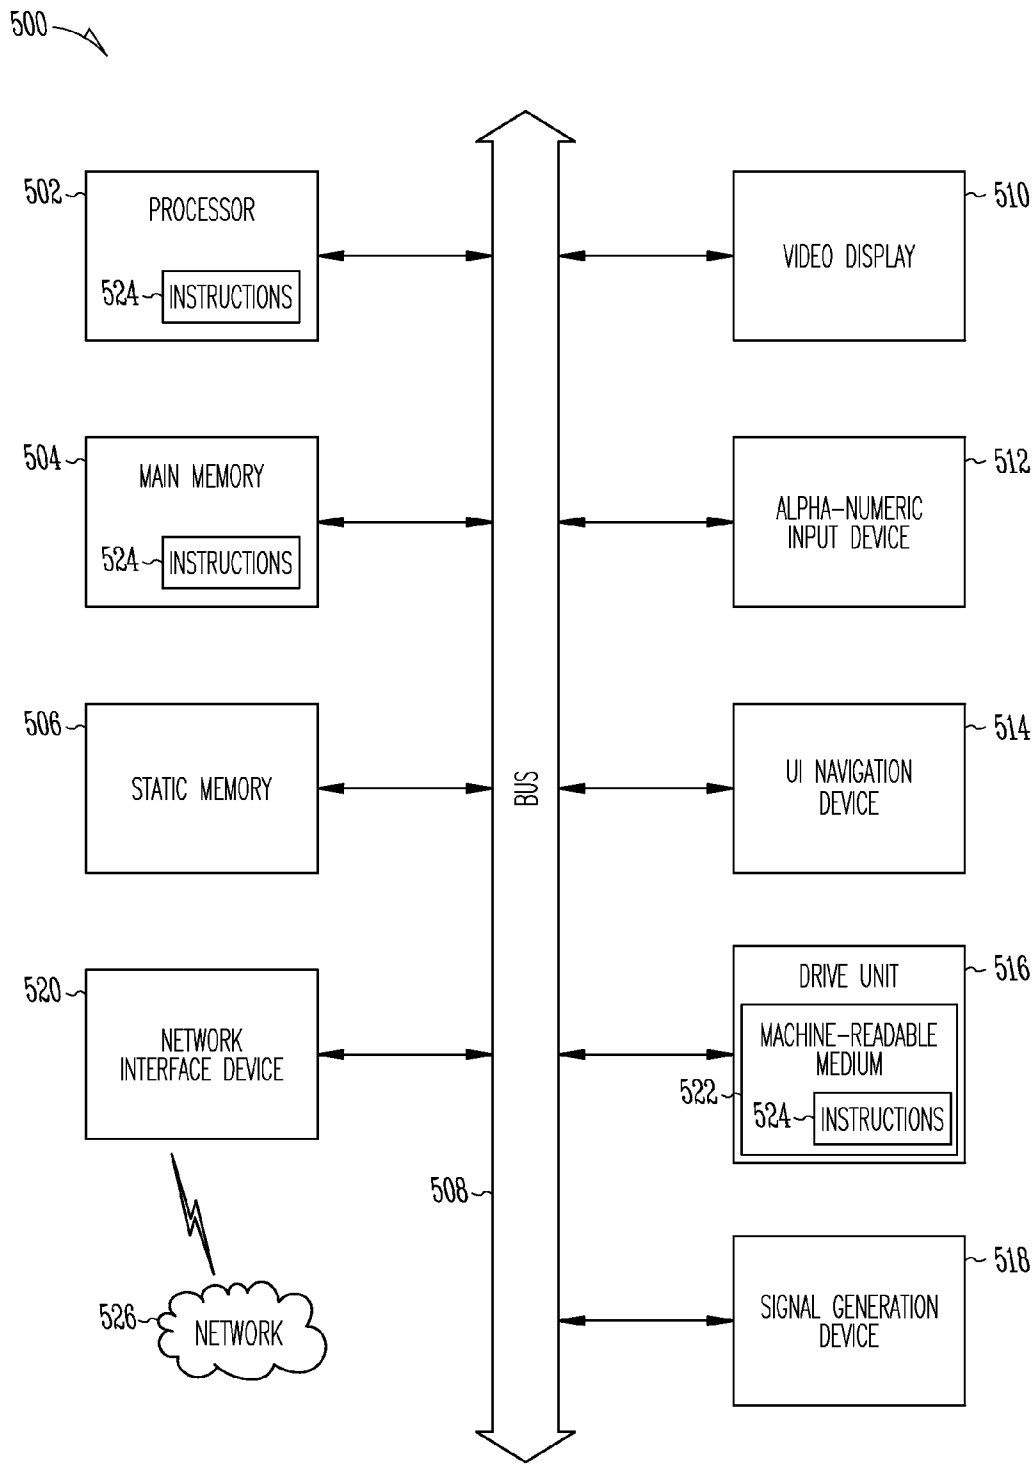 500
502
PROCESSOR
524
INSTRUCTIONS
504
MAIN MEMORY
524
INSTRUCTIONS
506
STATIC MEMORY
520
NETWORK
INTERFACE DEVICE
526
NETWORK
BUS
508
510
VIDEO DISPLAY
512
ALPHA-NUMERIC
INPUT DEVICE
514
UI NAVIGATION
DEVICE
516
DRIVE UNIT
MACHINE-READABLE
MEDIUM
522
524
INSTRUCTIONS
518
SIGNAL GENERATION
DEVICE